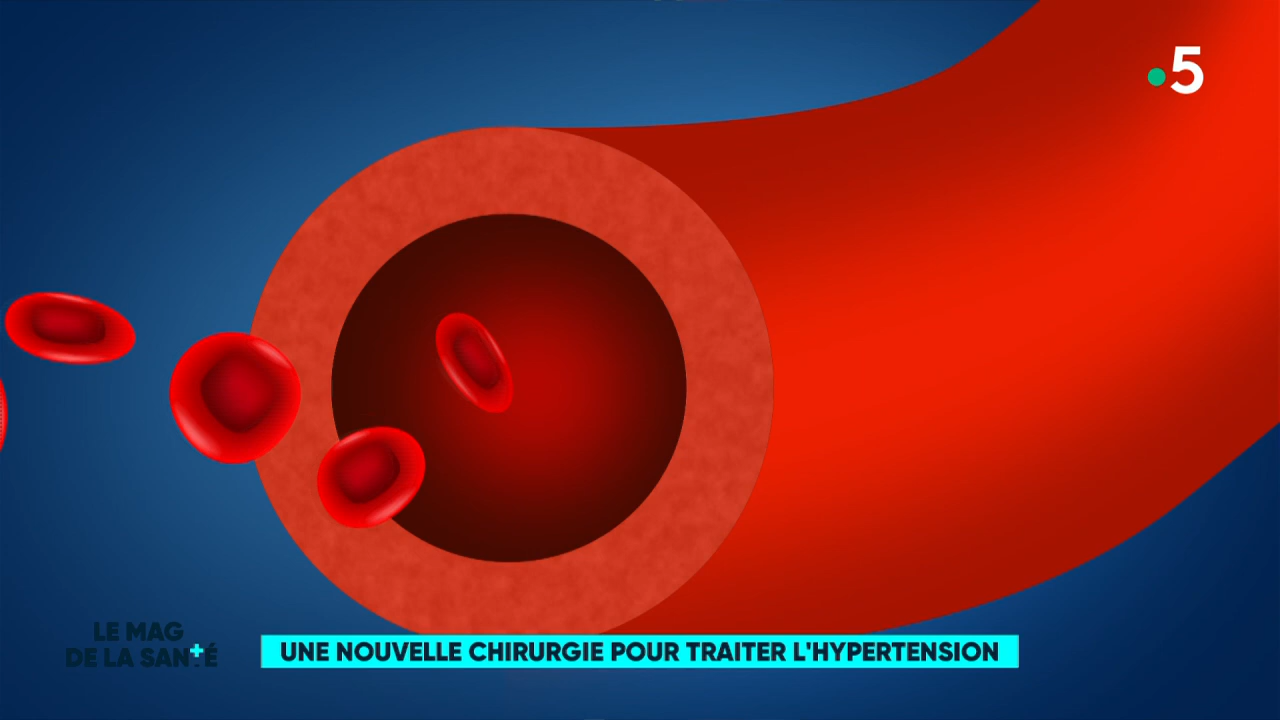 5
LE MAG
DE LA SANTÉ
UNE NOUVELLE CHIRURGIE POUR TRAITER L'HYPERTENSION